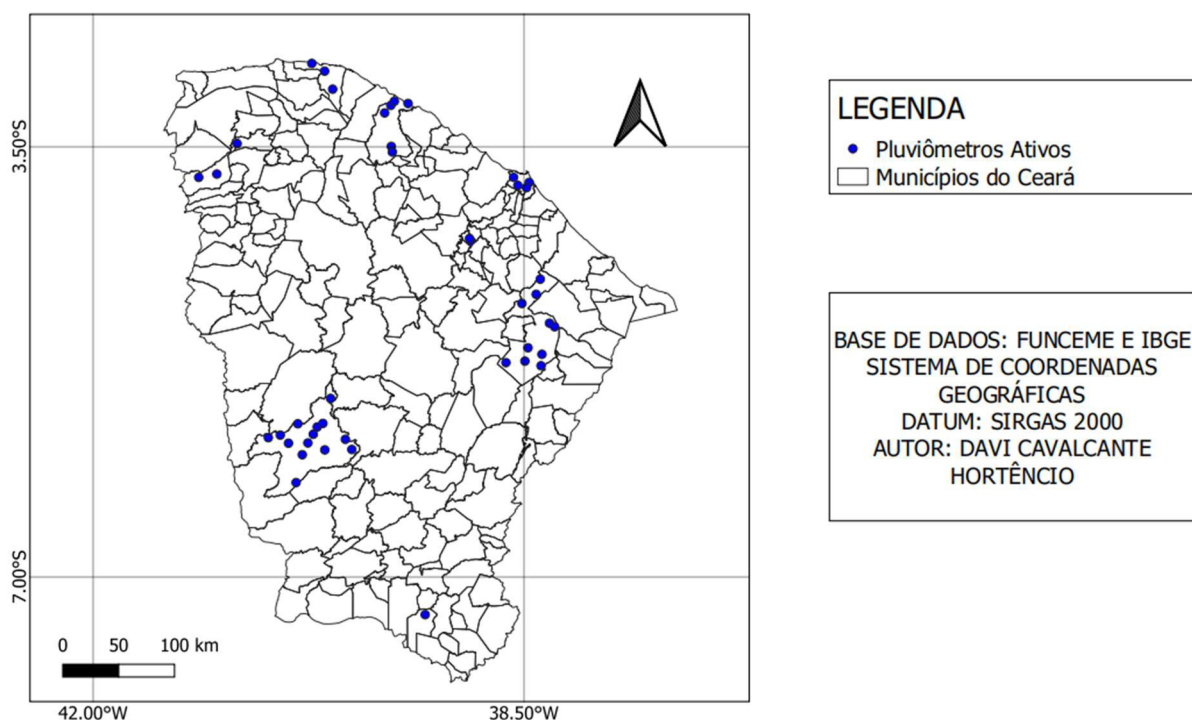 3.50°S
7.00°S
0 50 100 km
42.00°W 38.50°W
LEGENDA
Pluviômetros Ativos
Municípios do Ceará
BASE DE DADOS: FUNCEME E IBGE
SISTEMA DE COORDENADAS
GEOGRÁFICAS
DATUM: SIRGAS 2000
AUTOR: DAVI CAVALCANTE
HORTÊNCIO